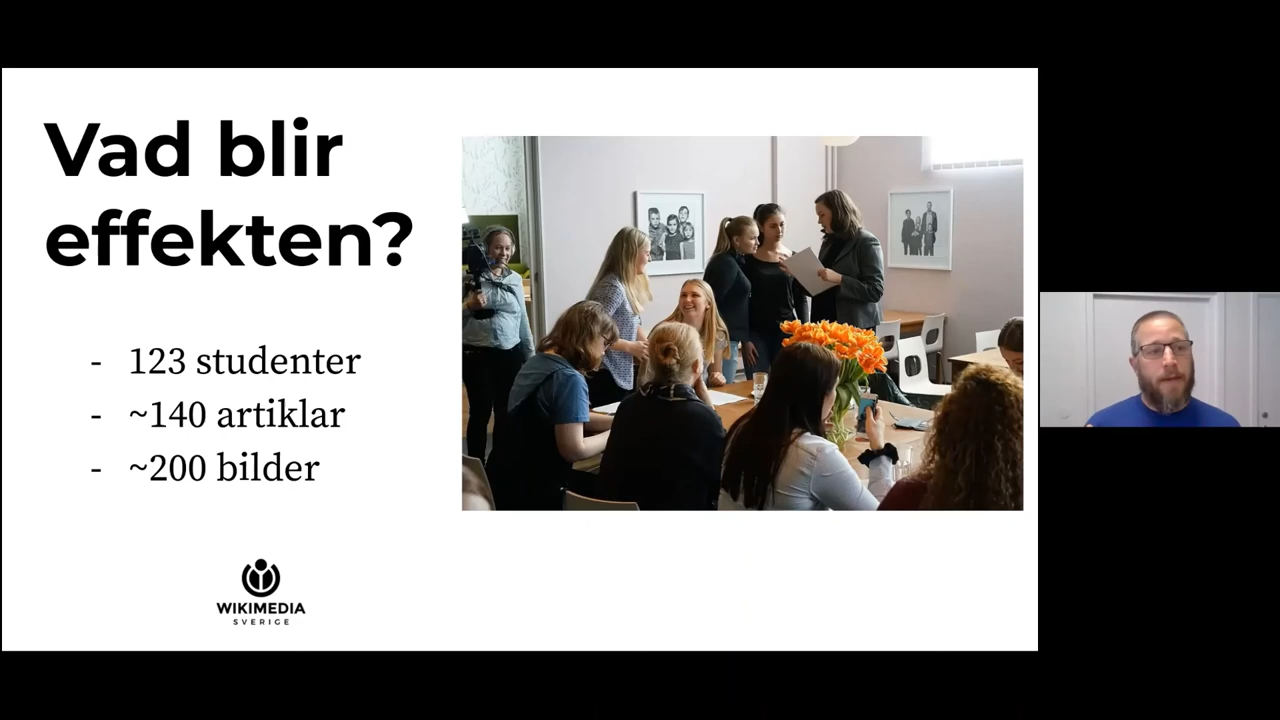 Vad blir
effekten?
- 123 studenter
- ~140 artiklar
- ~200 bilder
WIKIMEDIA
SVERIGE